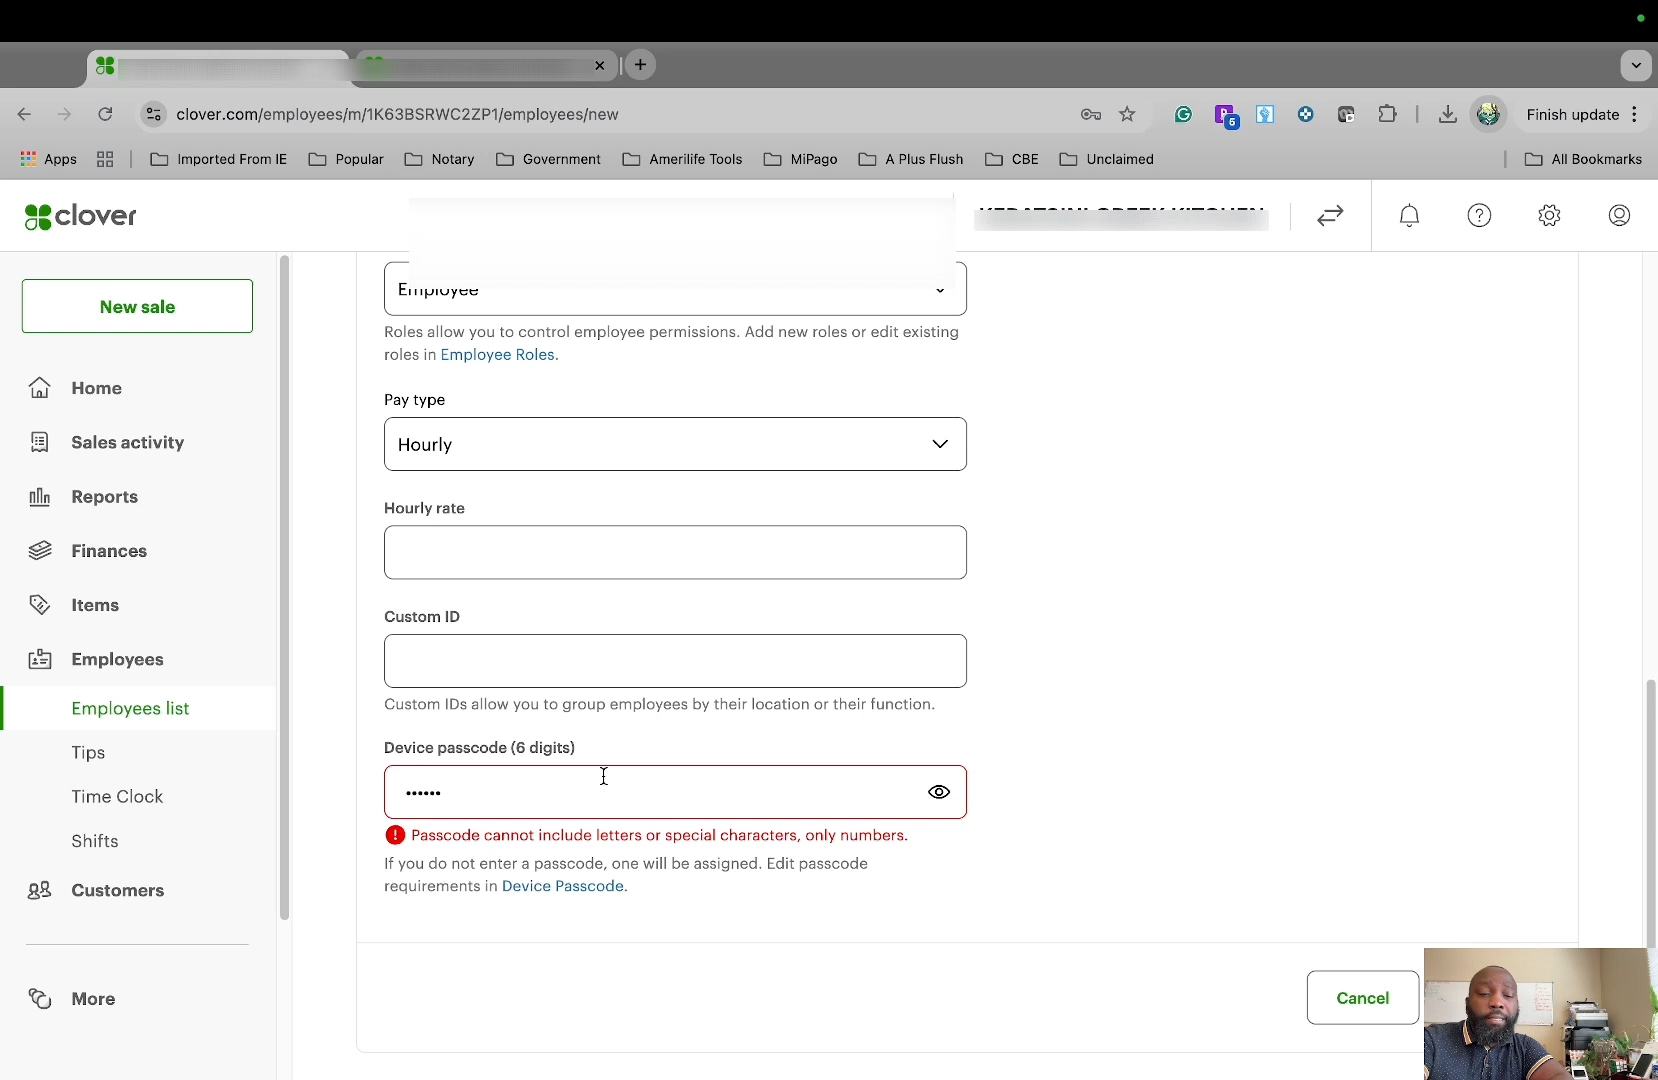 clover.com/employees/m/1K63BSRWC2ZP1/employees/new
Finish update
Apps
Imported From IE
Popular
Notary
Government
Amerilife Tools
MiPago
A Plus Flush
CBE
Unclaimed
All Bookmarks
clover
New sale
Home
Sales activity
Reports
Finances
Items
Employees
Employees list
Tips
Time Clock
Shifts
Customers
More
Employee
Roles allow you to control employee permissions. Add new roles or edit existing
roles in Employee Roles.
Pay type
Hourly
Hourly rate
Custom ID
Custom IDs allow you to group employees by their location or their function.
Device passcode (6 digits)
••••••
Passcode cannot include letters or special characters, only numbers.
If you do not enter a passcode, one will be assigned. Edit passcode
requirements in Device Passcode.
Cancel